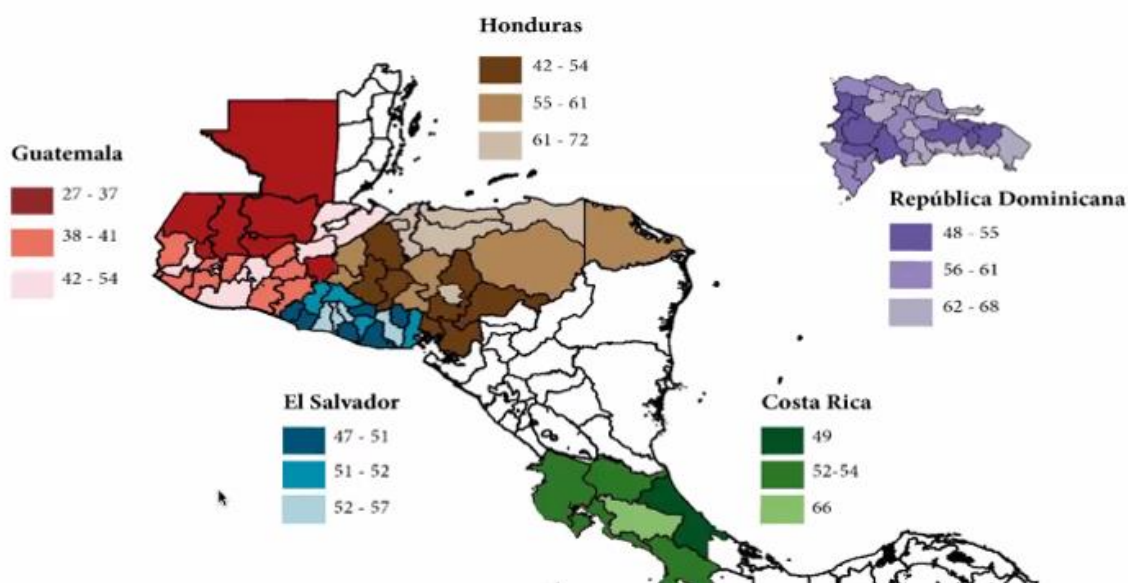 Honduras
42 - 54
55 - 61
61 - 72
Guatemala
27 - 37
38 - 41
42 - 54
República Dominicana
48 - 55
56 - 61
62 - 68
El Salvador
47 - 51
51 - 52
52 - 57
Costa Rica
49
52-54
66